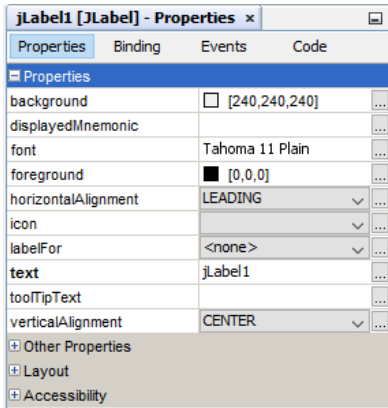 jLabel1 [JLabel] - Properties ×
Properties Binding Events Code
Properties
background [240,240,240] ...
displayedMnemonic ...
font Tahoma 11 Plain ...
foreground [0,0,0] ...
horizontalAlignment LEADING ...
icon ...
labelFor <none> ...
text jLabel1 ...
toolTipText ...
verticalAlignment CENTER ...
Other Properties
Layout
Accessibility